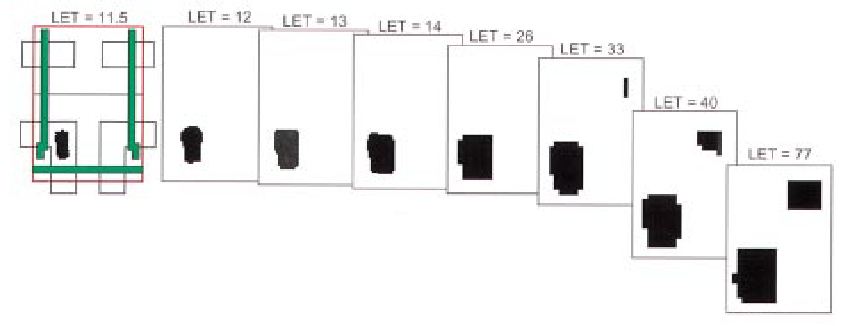 LET = 11.5
LET = 12
LET = 13
LET = 14
LET = 26
LET = 33
LET = 40
LET = 77